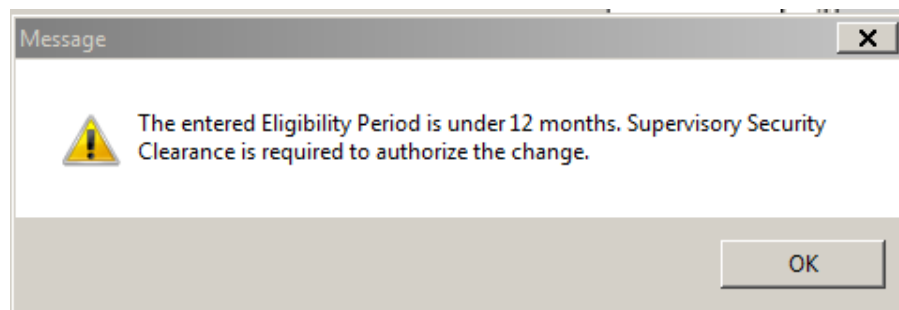 Message
The entered Eligibility Period is under 12 months. Supervisory Security
Clearance is required to authorize the change.
OK